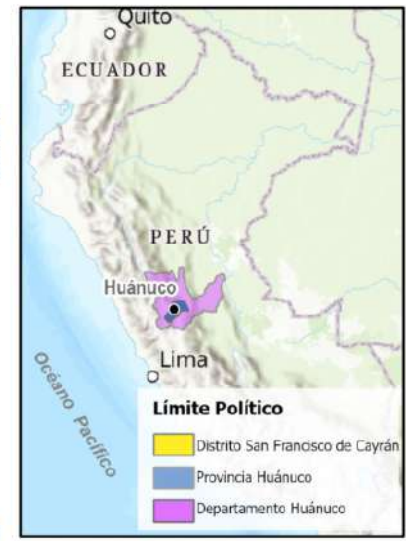 Quito
ECUADOR
PERÚ
Huánuco
Lima
Océano Pacífico
Límite Político
Distrito San Francisco de Cayrán
Provincia Huánuco
Departamento Huánuco